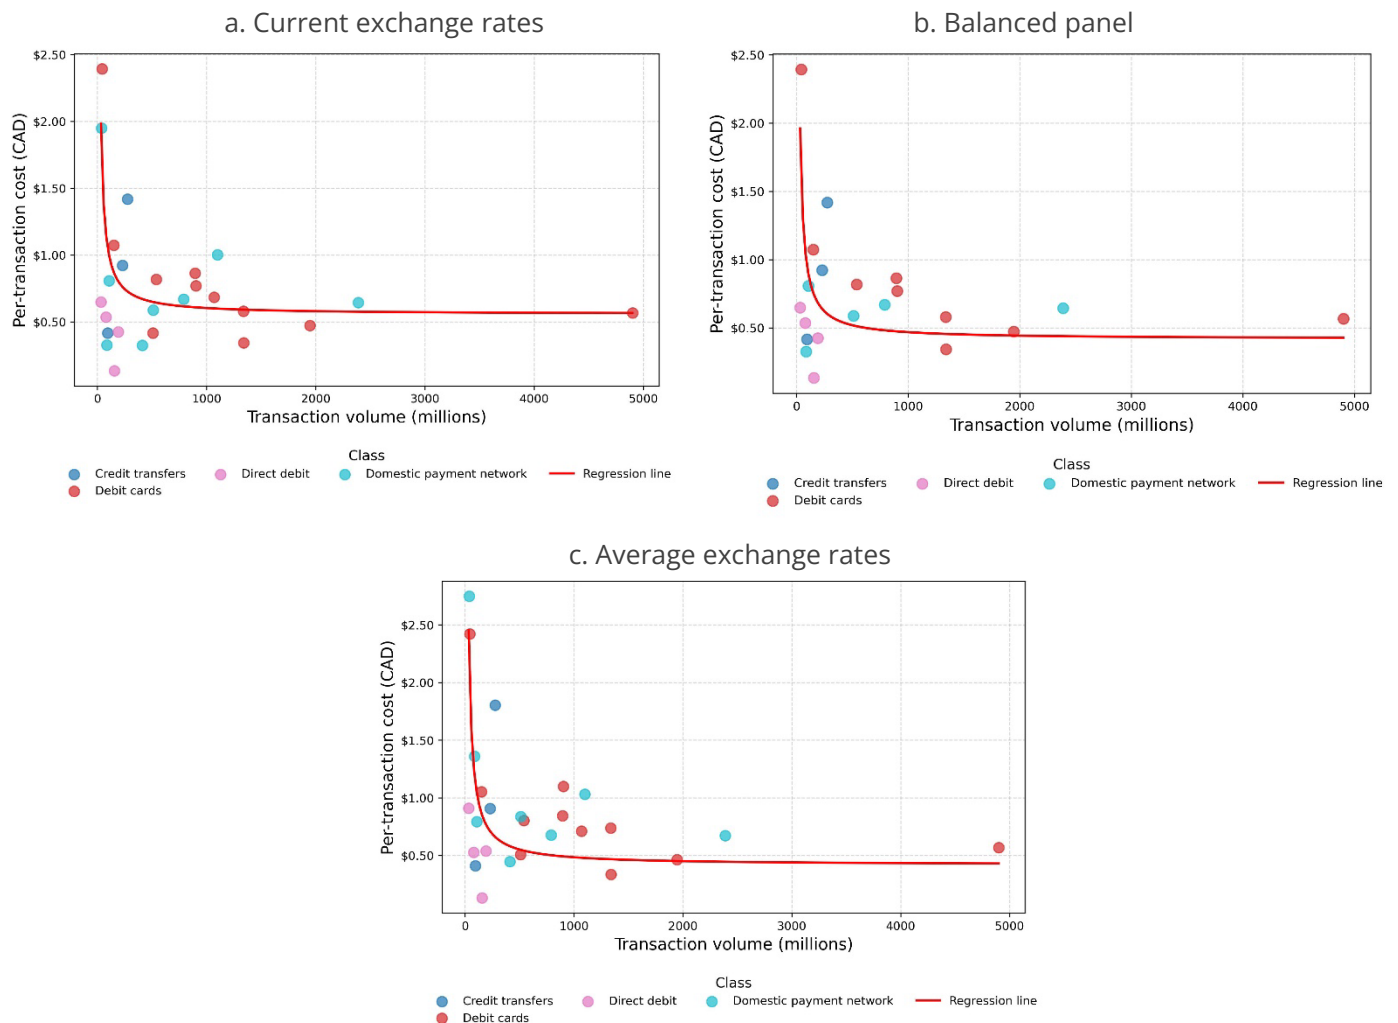 a. Current exchange rates
Per-transaction cost (CAD)
$2.50
$2.00
$1.50
$1.00
$0.50
0 1000 2000 3000 4000 5000
Transaction volume (millions)
Class
Credit transfers Direct debit Domestic payment network Regression line
Debit cards
b. Balanced panel
Per-transaction cost (CAD)
$2.50
$2.00
$1.50
$1.00
$0.50
0 1000 2000 3000 4000 5000
Transaction volume (millions)
Class
Credit transfers Direct debit Domestic payment network Regression line
Debit cards
c. Average exchange rates
Per-transaction cost (CAD)
$2.50
$2.00
$1.50
$1.00
$0.50
0 1000 2000 3000 4000 5000
Transaction volume (millions)
Class
Credit transfers Direct debit Domestic payment network Regression line
Debit cards